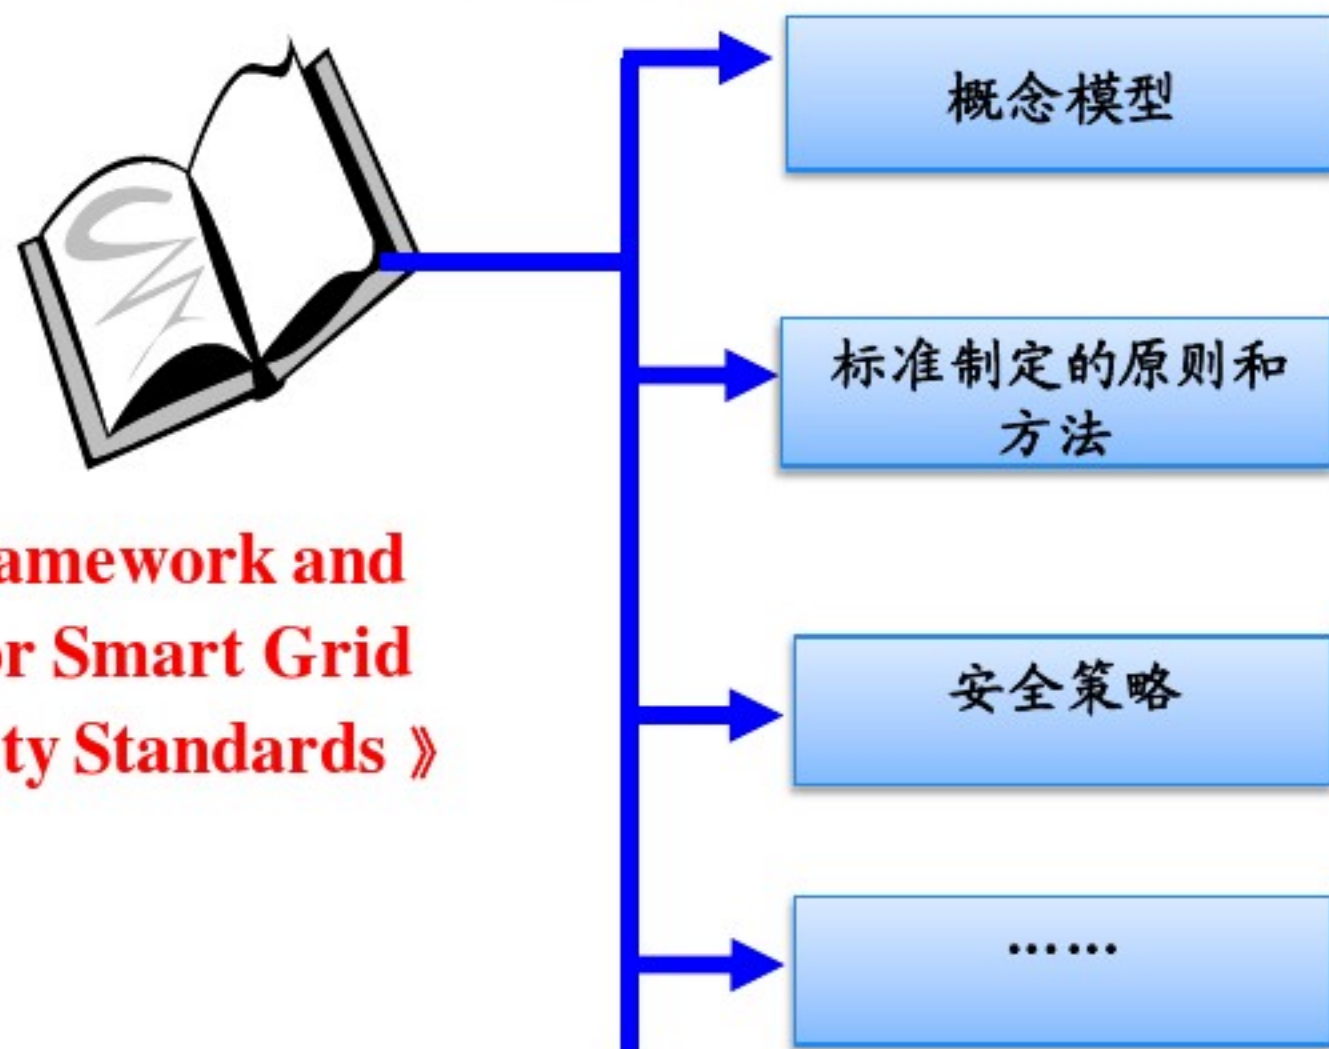 概念模型
标准制定的原则和
方法
amework and
or Smart Grid
ty Standards 》
安全策略
······